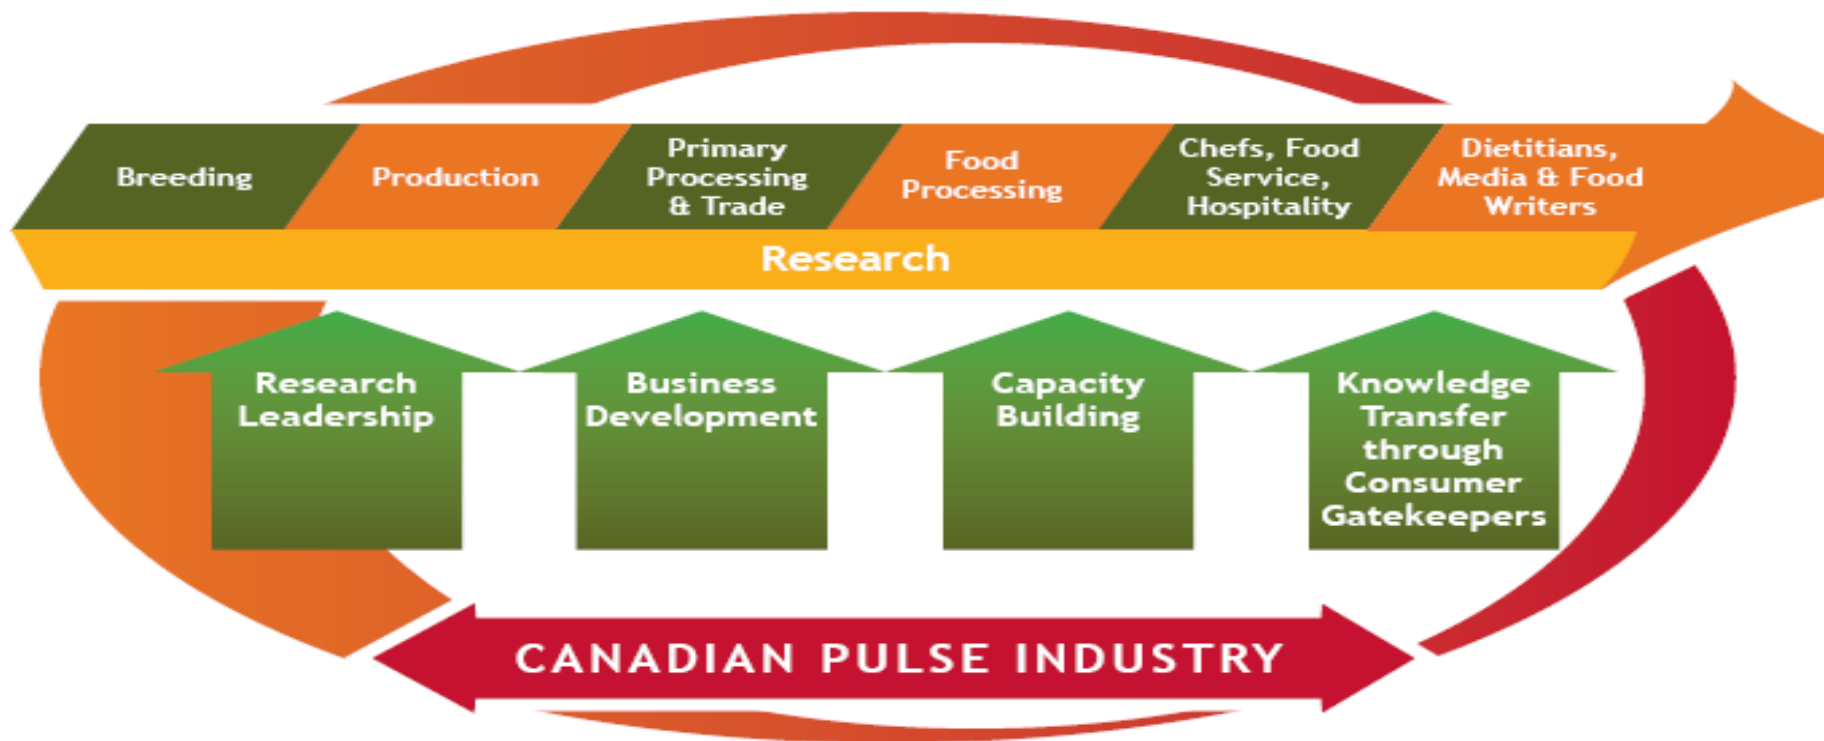 Breeding
Production
Primary
Processing
& Trade
Food
Processing
Chefs, Food
Service,
Hospitality
Dietitians,
Media & Food
Writers
Research
Research
Leadership
Business
Development
Capacity
Building
Knowledge
Transfer
through
Consumer
Gatekeepers
CANADIAN PULSE INDUSTRY